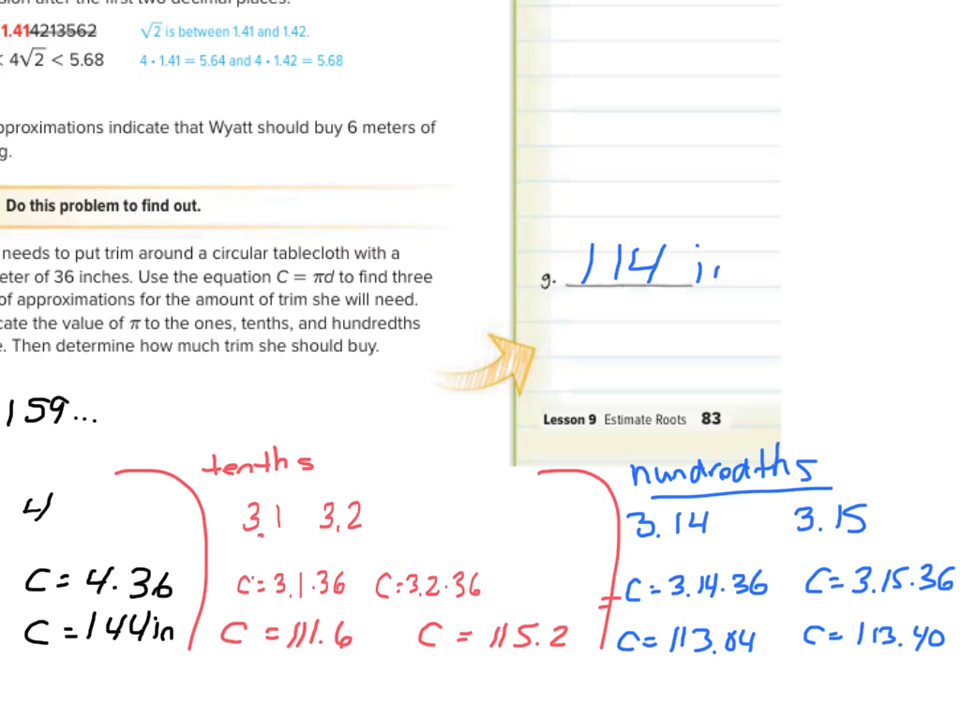 1.414213562 √2 is between 1.41 and 1.42.
< 4√2 < 5.68 4 • 1.41 = 5.64 and 4 • 1.42 = 5.68
pproximations indicate that Wyatt should buy 6 meters of
g.
Do this problem to find out.
needs to put trim around a circular tablecloth with a
eter of 36 inches. Use the equation C = πd to find three
of approximations for the amount of trim she will need.
cate the value of π to the ones, tenths, and hundredths
e. Then determine how much trim she should buy.
g. 114 in
Lesson 9 Estimate Roots 83
159...
tenths
hundredths
4
3.1 3.2
3.14 3.15
C = 4.36
C = 3.1.36 C = 3.2.36
C = 3.14.36 C = 3.15.36
C = 144in
C = 111.6 C = 115.2
C = 113.04 C = 113.40